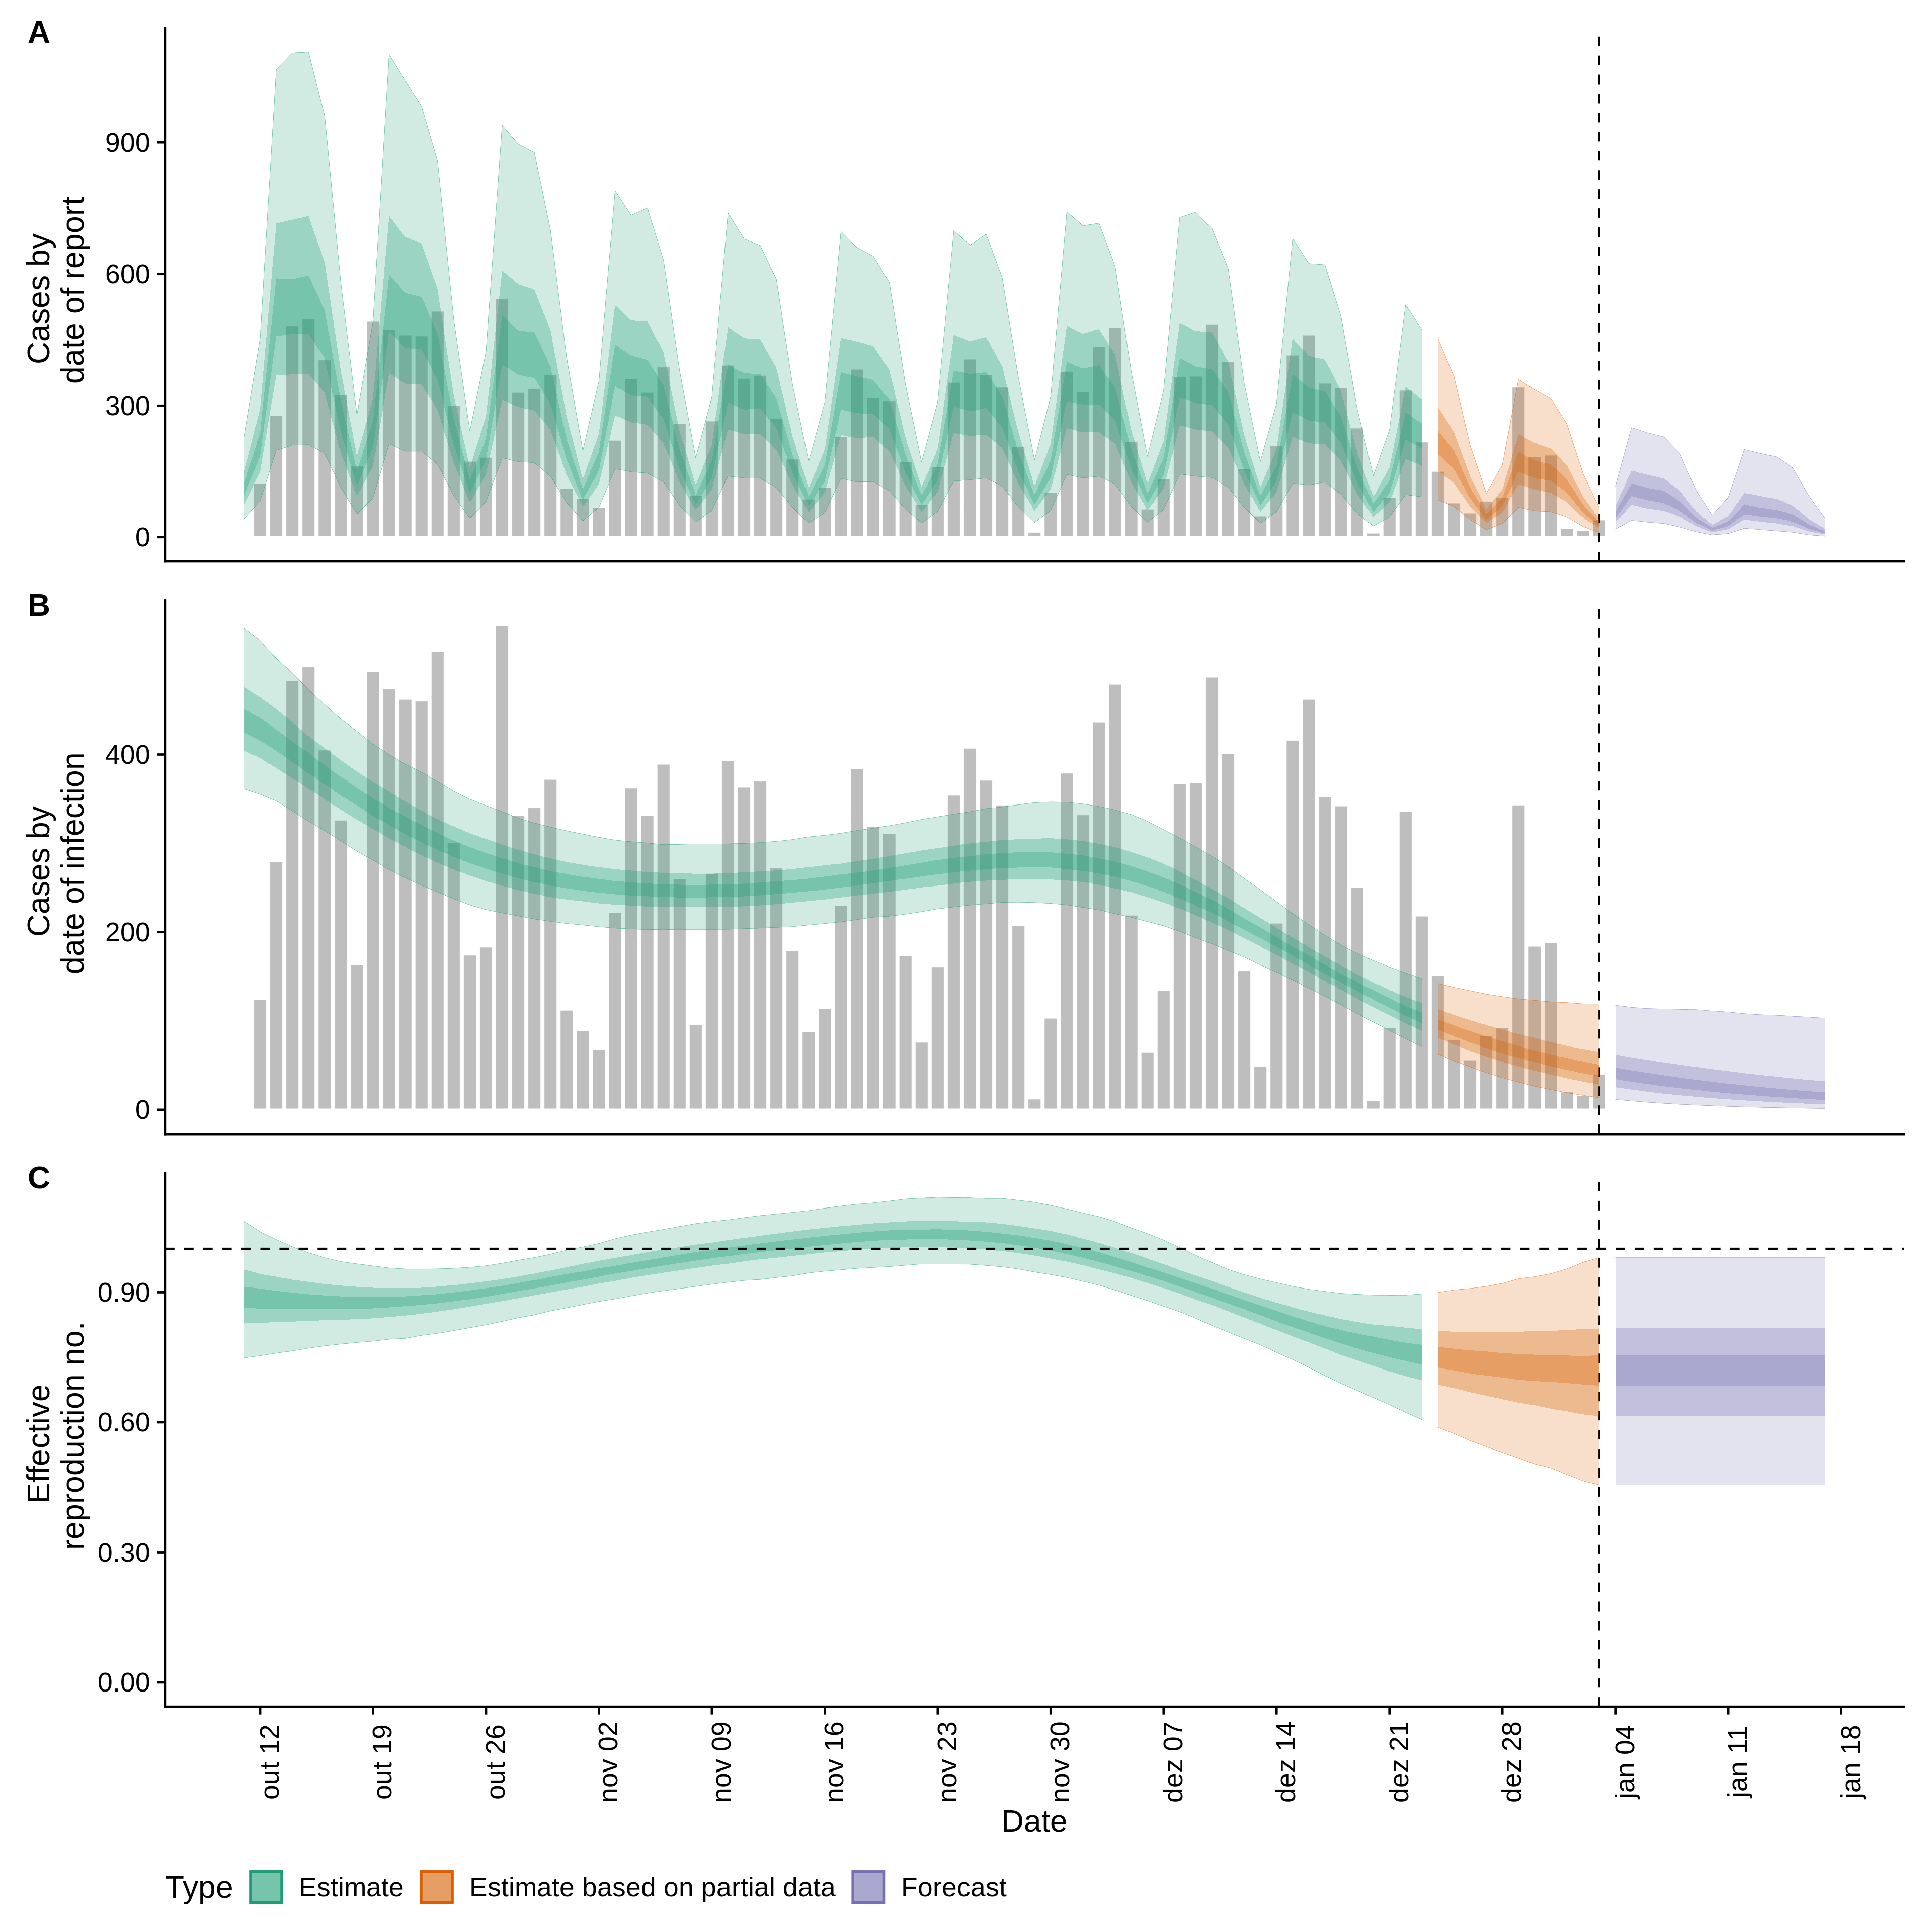 A
Cases by
date of report
900
600
300
0
B
Cases by
date of infection
400
200
0
C
Effective
reproduction no.
0.90
0.60
0.30
0.00
out 12
out 19
out 26
nov 02
nov 09
nov 16
nov 23
nov 30
dez 07
dez 14
dez 21
dez 28
jan 04
jan 11
jan 18
Date
Type Estimate Estimate based on partial data Forecast